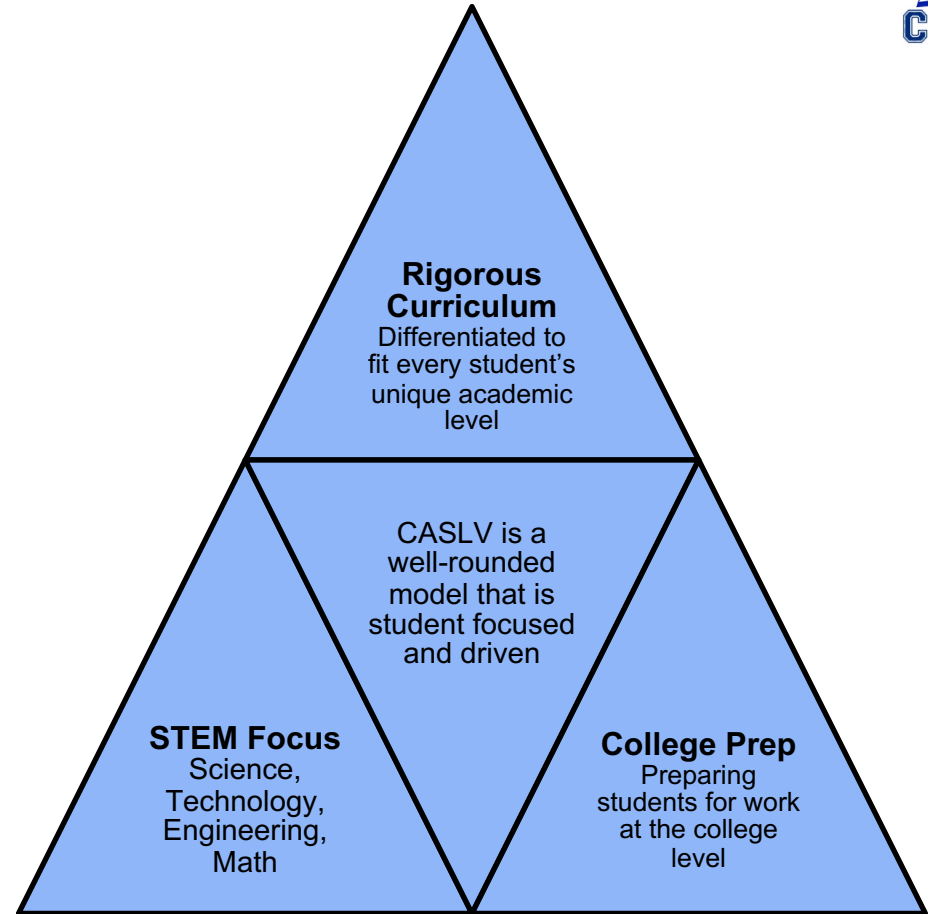 C
Rigorous
Curriculum
Differentiated to
fit every student’s
unique academic
level
CASLV is a
well-rounded
model that is
student focused
and driven
STEM Focus
Science,
Technology,
Engineering,
Math
College Prep
Preparing
students for work
at the college
level